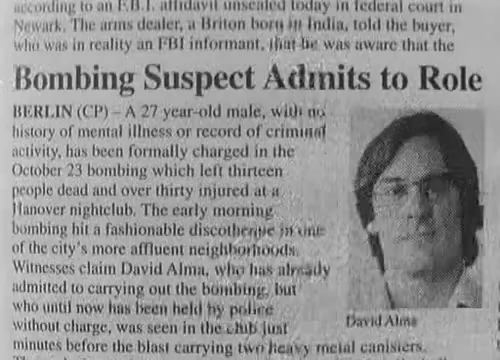 according to an F.B.I. affidavit unsealed today in federal court in
Newark. The arms dealer, a Briton born in India, told the buyer,
who was in reality an FBI informant, that he was aware that the
Bombing Suspect Admits to Role
BERLIN (CP) – A 27 year-old male, with no
history of mental illness or record of criminal
activity, has been formally charged in the
October 23 bombing which left thirteen
people dead and over thirty injured at a
Hanover nightclub. The early morning
bombing hit a fashionable discotheque in one
of the city's more affluent neighborhoods.
Witnesses claim David Alma, who has already
admitted to carrying out the bombing, but
who until now has been held by police
without charge, was seen in the club just
minutes before the blast carrying two heavy metal canisters.
David Alma